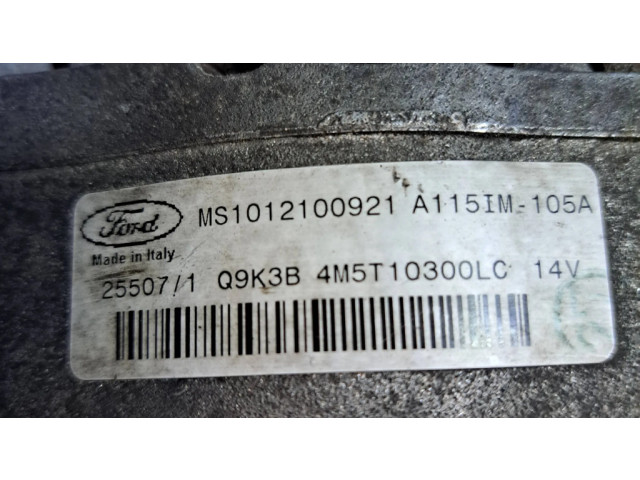 Ford MS1012100921 A115IM-105A
Made in Italy
25507/1 Q9K3B 4M5T10300LC 14V